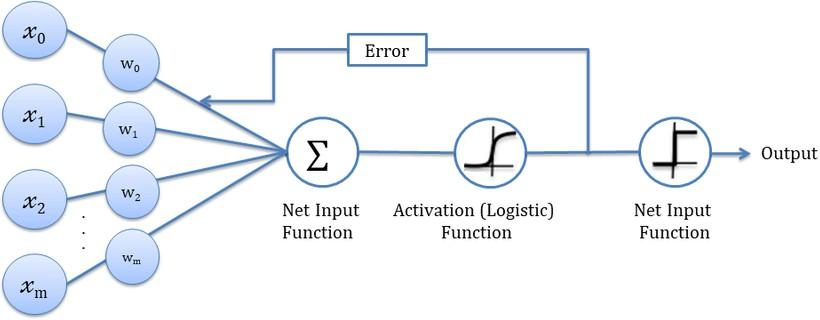 x0
w0
Error
x1
w1
Σ
Output
x2
w2
Net Input
Function
Activation (Logistic)
Function
Net Input
Function
.
.
.
wm
xm